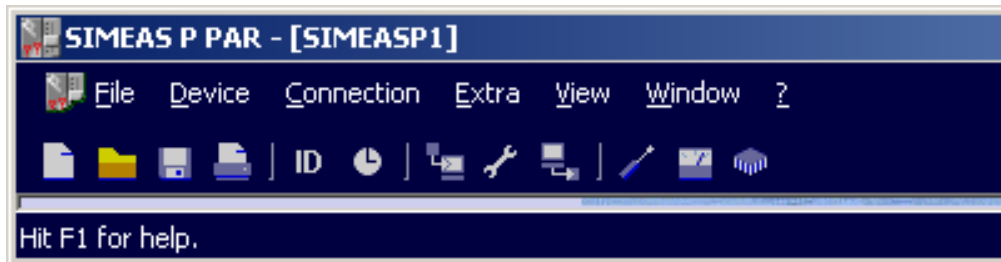 SIMEAS P PAR - [SIMEASP1]
File Device Connection Extra View Window ?
ID
Hit F1 for help.